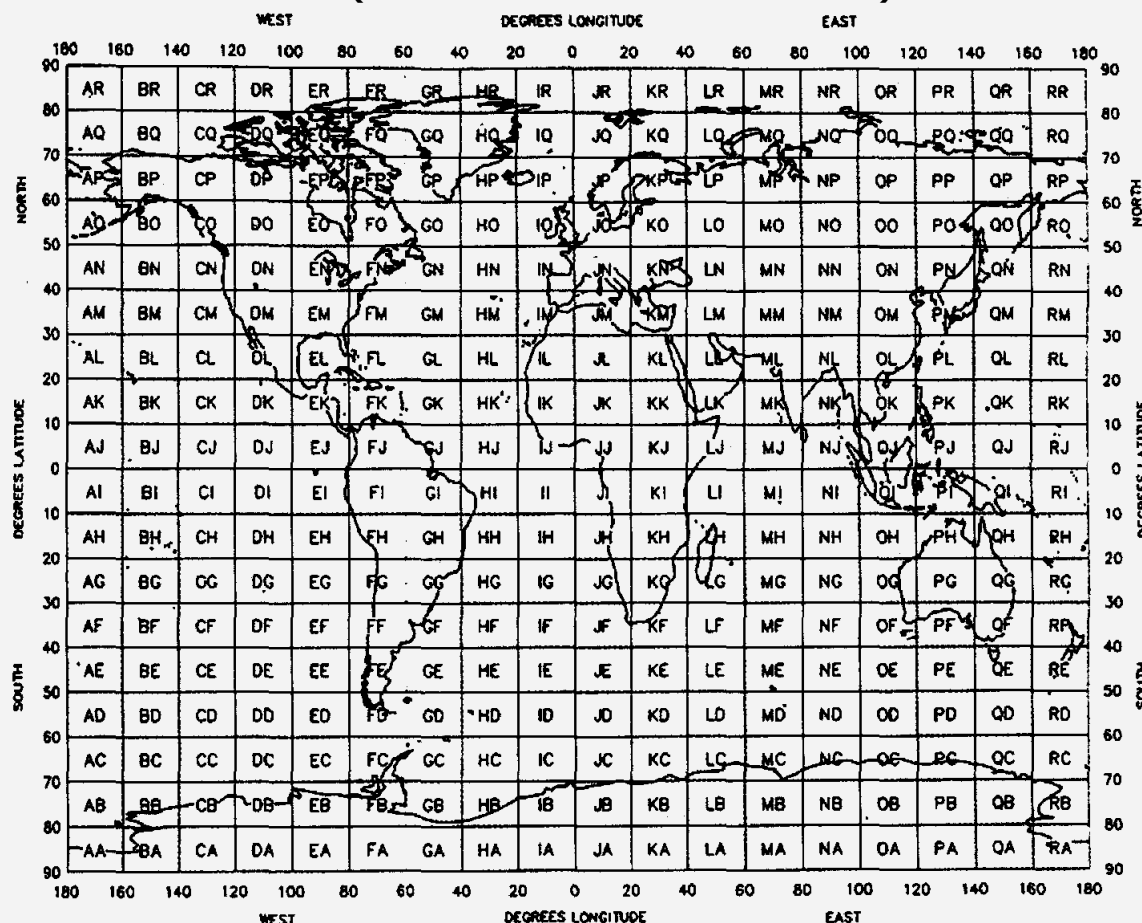 WEST DEGREES LONGITUDE EAST
180 160 140 120 100 80 60 40 20 0 20 40 60 80 100 120 140 160 180
90 90
AR BR CR DR ER FR GR HR IR JR KR LR MR NR OR PR QR RR
80 80
AQ BQ CQ DQ EQ FQ GQ HQ IQ JQ KQ LQ MQ NQ OQ PQ QQ RQ
70 70
AP BP CP DP EP FP GP HP IP JP KP LP MP NP OP PP QP RP
NORTH NORTH
60 60
AO BO CO DO EO FO GO HO IO JO KO LO MO NO OO PO QO RO
50 50
AN BN CN DN EN FN GN HN IN JN KN LN MN NN ON PN QN RN
40 40
AM BM CM DM EM FM GM HM IM JM KM LM MM NM OM PM QM RM
30 30
AL BL CL DL EL FL GL HL IL JL KL LL ML NL OL PL QL RL
20 20
AK BK CK DK EK FK GK HK IK JK KK LK MK NK OK PK QK RK
10 10
AJ BJ CJ DJ EJ FJ GJ HJ IJ JJ KJ LJ MJ NJ OJ PJ QJ RJ
DEGREES LATITUDE DEGREES LATITUDE
0 0
AI BI CI DI EI FI GI HI II JI KI LI MI NI OI PI QI RI
10 10
AH BH CH DH EH FH GH HH IH JH KH LH MH NH OH PH QH RH
20 20
AG BG CG DG EG FG GG HG IG JG KG LG MG NG OG PG QG RG
30 30
AF BF CF DF EF FF GF HF IF JF KF LF MF NF OF PF QF RF
40 40
AE BE CE DE EE FE GE HE IE JE KE LE ME NE OE PE QE RE
SOUTH SOUTH
50 50
AD BD CD DD ED FD GD HD ID JD KD LD MD ND OD PD QD RD
60 60
AC BC CC DC EC FC GC HC IC JC KC LC MC NC OC PC QC RC
70 70
AB BB CB DB EB FB GB HB IB JB KB LB MB NB OB PB QB RB
80 80
AA BA CA DA EA FA GA HA IA JA KA LA MA NA OA PA QA RA
90 90
180 160 140 120 100 80 60 40 20 0 20 40 60 80 100 120 140 160 180
WEST DEGREES LONGITUDE EAST